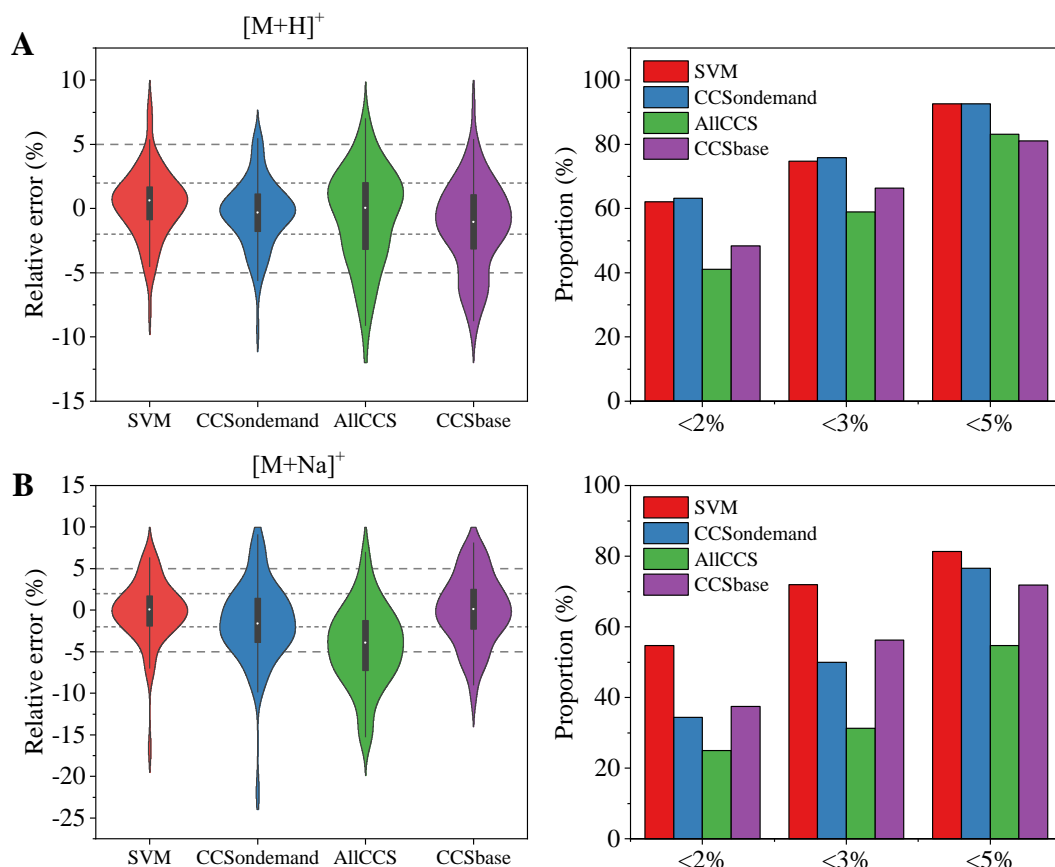 A
[M+H]+
Relative error (%)
10
5
0
-5
-10
-15
SVM CCSondemand AllCCS CCSbase
Proportion (%)
100
80
60
40
20
0
SVM
CCSondemand
AllCCS
CCSbase
<2% <3% <5%
B
[M+Na]+
Relative error (%)
15
10
5
0
-5
-10
-15
-20
-25
SVM CCSondemand AllCCS CCSbase
Proportion (%)
100
80
60
40
20
0
SVM
CCSondemand
AllCCS
CCSbase
<2% <3% <5%